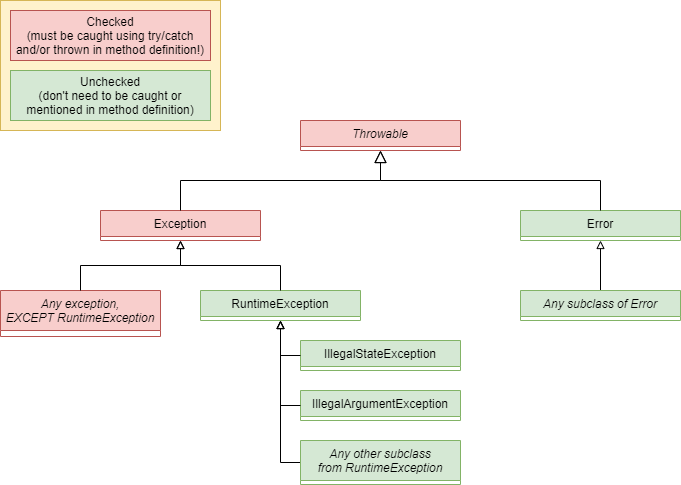 Checked
(must be caught using try/catch
and/or thrown in method definition!)
Unchecked
(don't need to be caught or
mentioned in method definition)
Throwable
Exception
Error
Any exception,
EXCEPT RuntimeException
RuntimeException
Any subclass of Error
IllegalStateException
IllegalArgumentException
Any other subclass
from RuntimeException